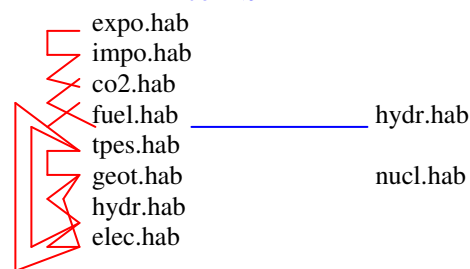 expo.hab
impo.hab
co2.hab
fuel.hab hydr.hab
tpes.hab
geot.hab nucl.hab
hydr.hab
elec.hab